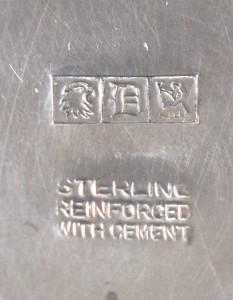 D
STERLING
REINFORCED
WITH CEMENT